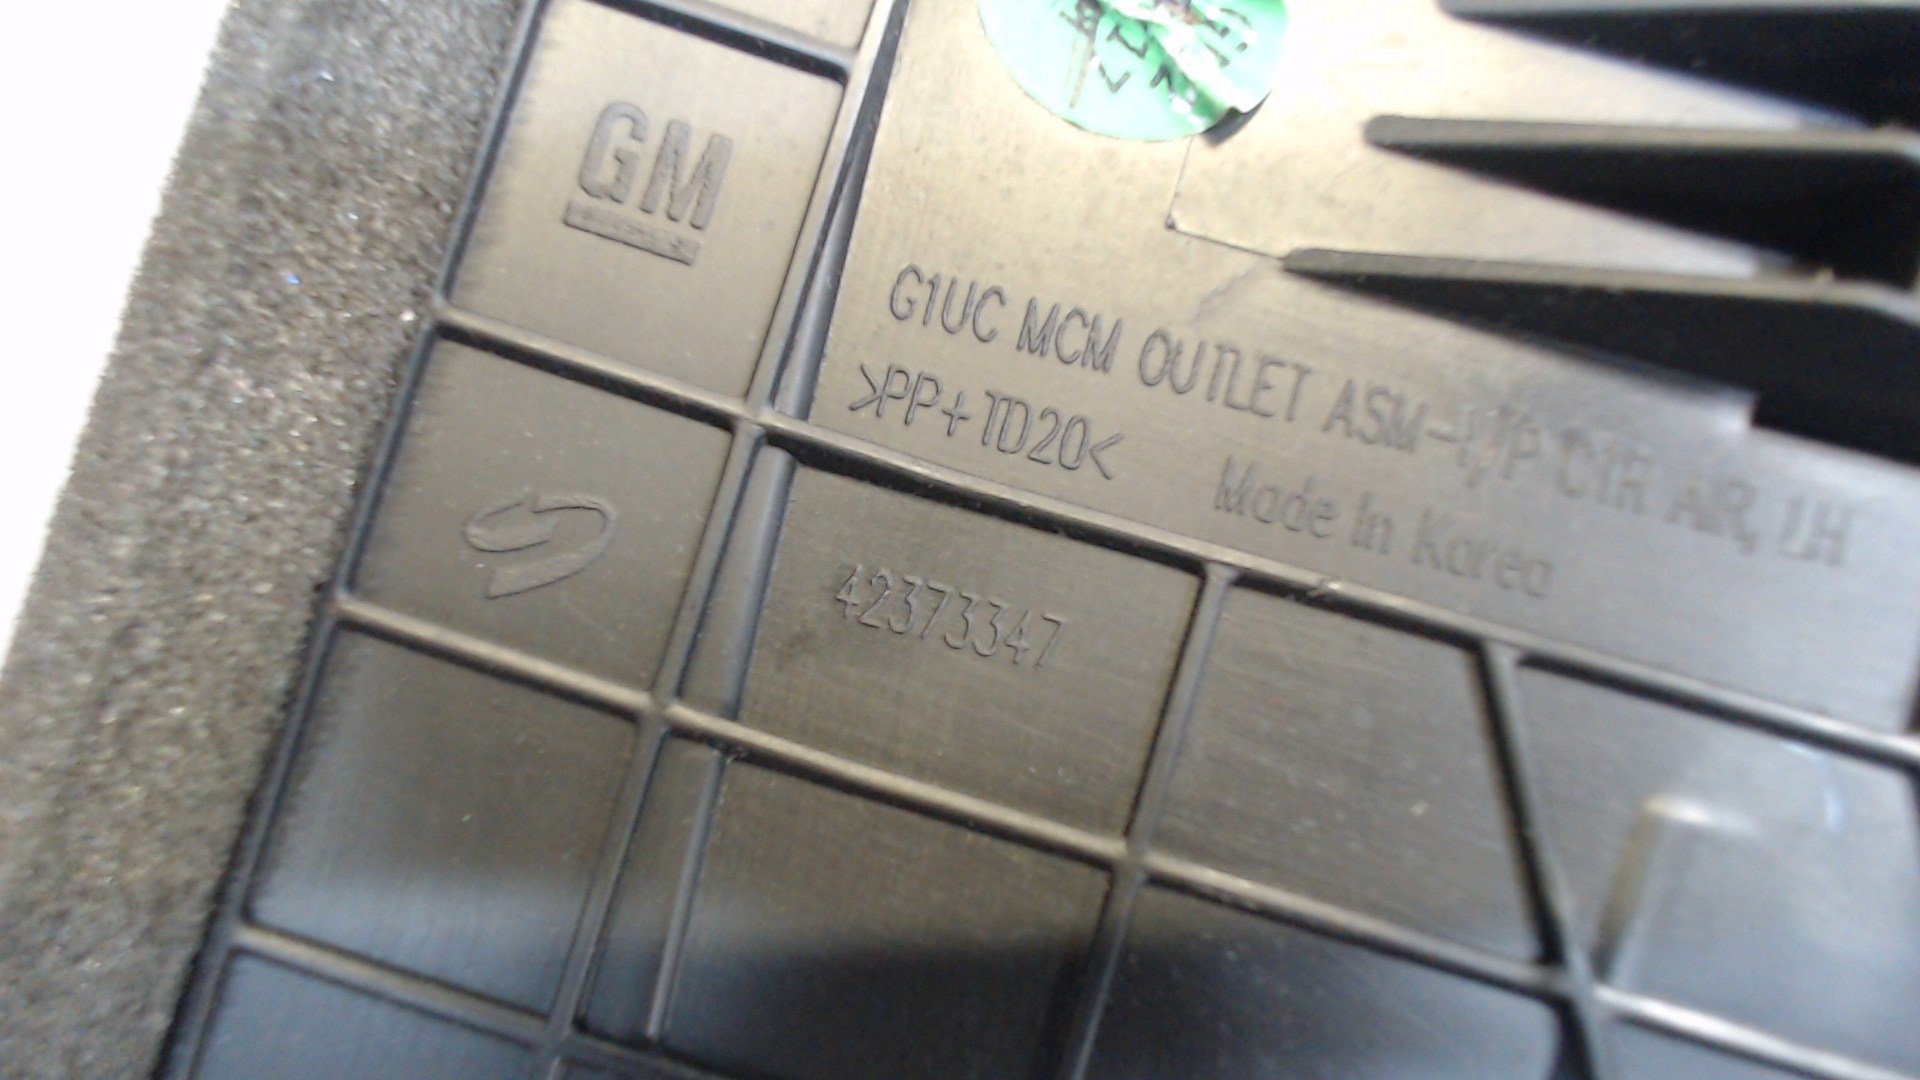 GM
G1UC MCM OUTLET ASM-I/P CTR AIR, LH
>PP+TD20<
Made In Korea
42373347